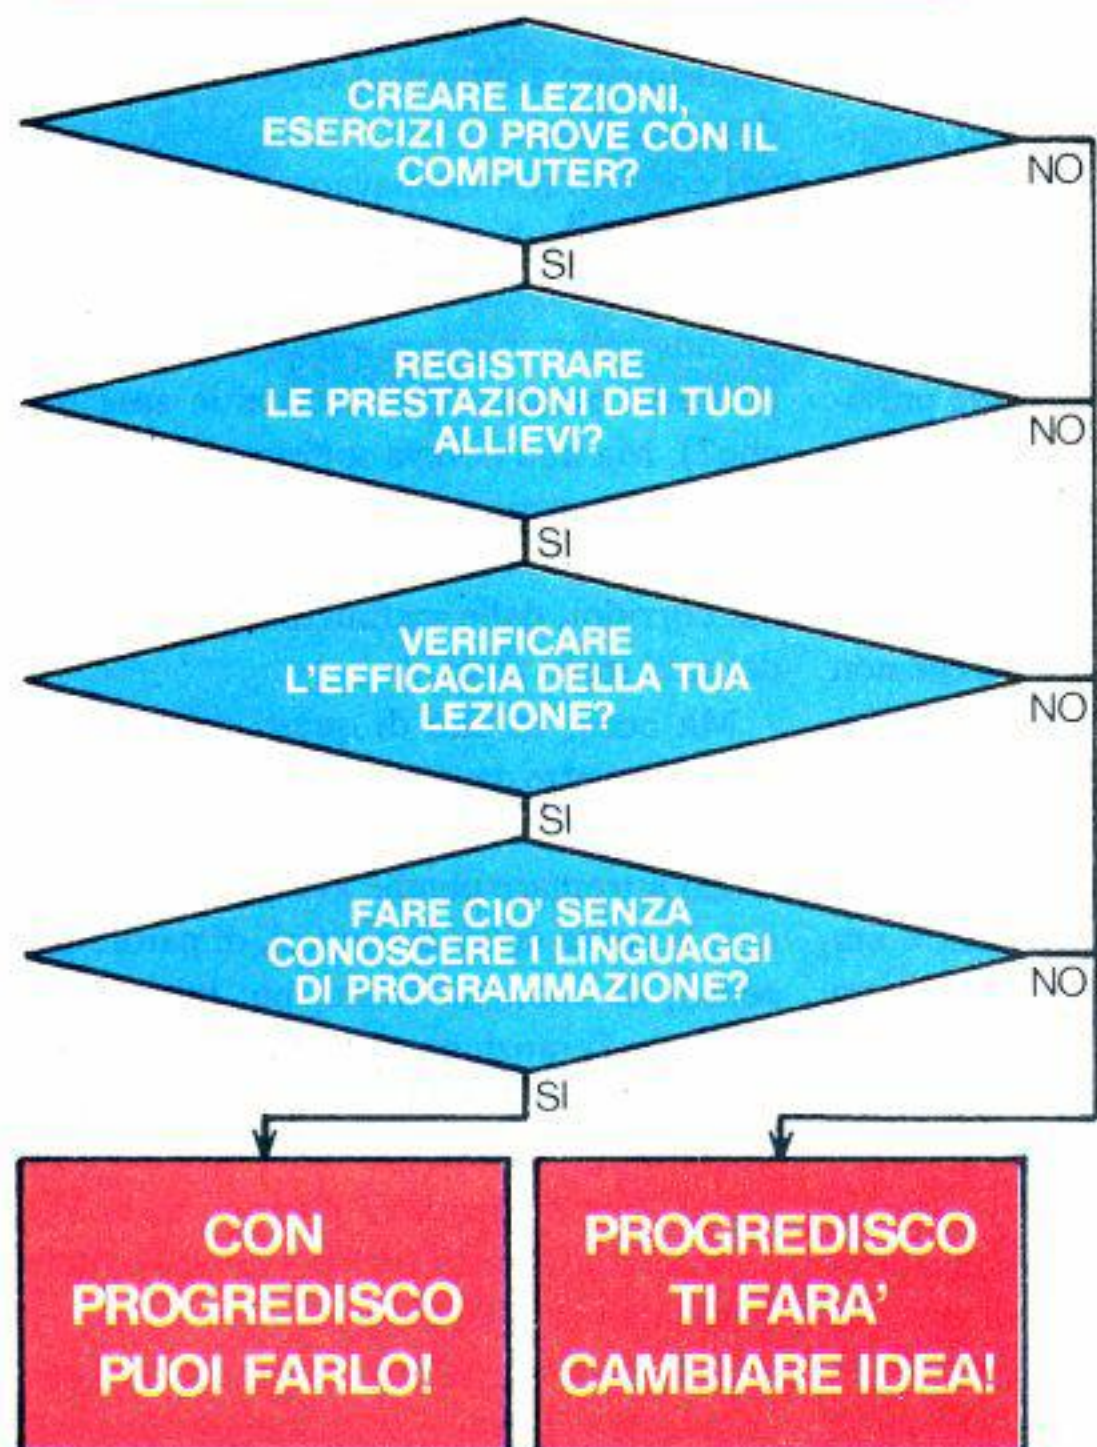 CREARE LEZIONI,
ESERCIZI O PROVE CON IL
COMPUTER?
NO
SI
REGISTRARE
LE PRESTAZIONI DEI TUOI
ALLIEVI?
NO
SI
VERIFICARE
L'EFFICACIA DELLA TUA
LEZIONE?
NO
SI
FARE CIO' SENZA
CONOSCERE I LINGUAGGI
DI PROGRAMMAZIONE?
NO
SI
CON
PROGREDISCO
PUOI FARLO!
PROGREDISCO
TI FARA'
CAMBIARE IDEA!